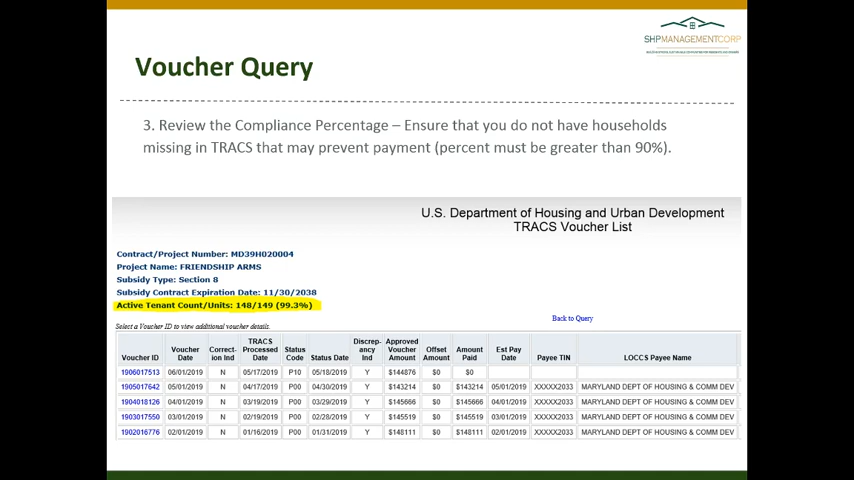 SHPMANAGEMENTCORP
Voucher Query
3. Review the Compliance Percentage – Ensure that you do not have households
missing in TRACS that may prevent payment (percent must be greater than 90%).
U.S. Department of Housing and Urban Development
TRACS Voucher List
Contract/Project Number: MD39H020004
Project Name: FRIENDSHIP ARMS
Subsidy Type: Section 8
Subsidy Contract Expiration Date: 11/30/2038
Active Tenant Count/Units: 148/149 (99.3%)
Back to Query
Select a Voucher ID to view additional voucher details.
Voucher ID Voucher Date Correct-ion Ind TRACS Processed Date Status Code Status Date Discrep-ancy Ind Approved Voucher Amount Offset Amount Amount Paid Est Pay Date Payee TIN LOCCS Payee Name
1906017513 06/01/2019 N 05/17/2019 P10 05/18/2019 Y $144876 $0 $0
1905017642 05/01/2019 N 04/17/2019 P00 04/30/2019 Y $143214 $0 $143214 05/01/2019 XXXXX2033 MARYLAND DEPT OF HOUSING & COMM DEV
1904018126 04/01/2019 N 03/19/2019 P00 03/29/2019 Y $145666 $0 $145666 04/01/2019 XXXXX2033 MARYLAND DEPT OF HOUSING & COMM DEV
1903017550 03/01/2019 N 02/19/2019 P00 02/28/2019 Y $145519 $0 $145519 03/01/2019 XXXXX2033 MARYLAND DEPT OF HOUSING & COMM DEV
1902016776 02/01/2019 N 01/16/2019 P00 01/31/2019 Y $148111 $0 $148111 02/01/2019 XXXXX2033 MARYLAND DEPT OF HOUSING & COMM DEV